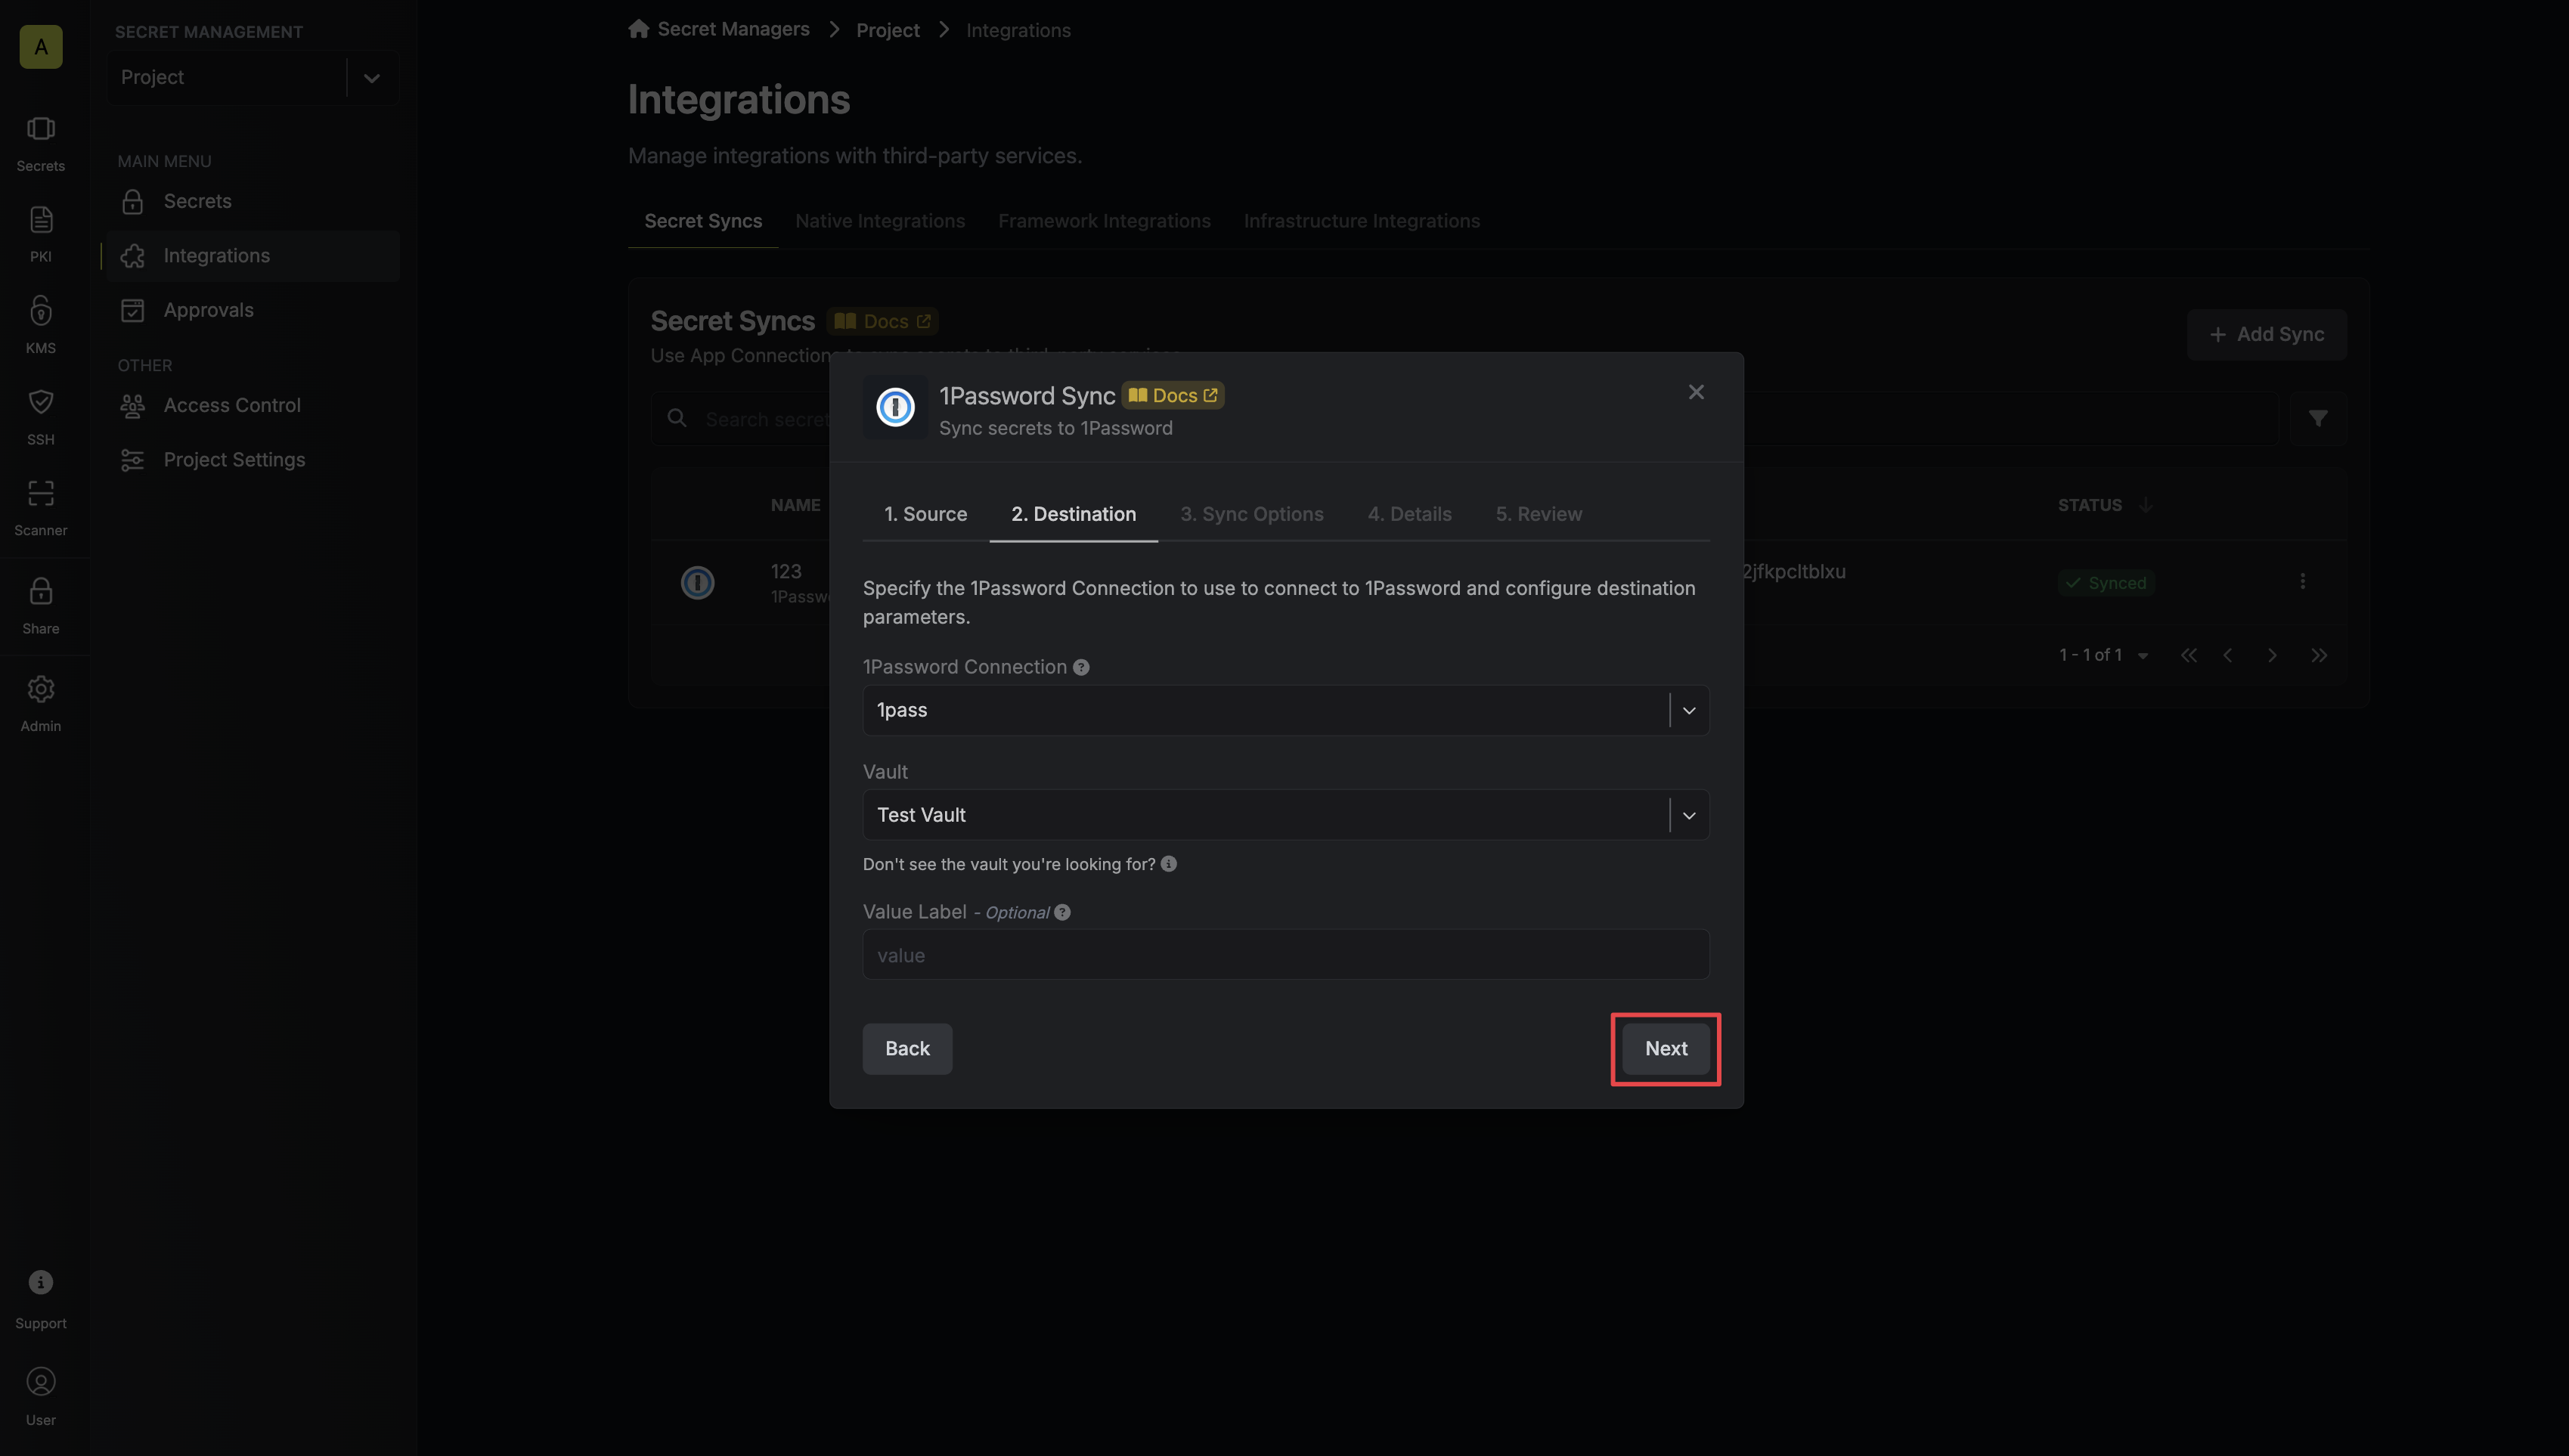 A
Secrets
PKI
KMS
SSH
Scanner
Share
Admin
Support
User
SECRET MANAGEMENT
Project
MAIN MENU
Secrets
Integrations
Approvals
OTHER
Access Control
Project Settings
Secret Managers
Project
Integrations
Integrations
Manage integrations with third-party services.
Secret Syncs
Native Integrations
Framework Integrations
Infrastructure Integrations
Secret Syncs
Docs
Add Sync
Use App Connection
Search secret
NAME
STATUS
123
1Passw
2jfkpcltblxu
Synced
1 - 1 of 1
1Password Sync
Docs
Sync secrets to 1Password
1. Source
2. Destination
3. Sync Options
4. Details
5. Review
Specify the 1Password Connection to use to connect to 1Password and configure destination
parameters.
1Password Connection
1pass
Vault
Test Vault
Don't see the vault you're looking for?
Value Label - Optional
value
Back
Next